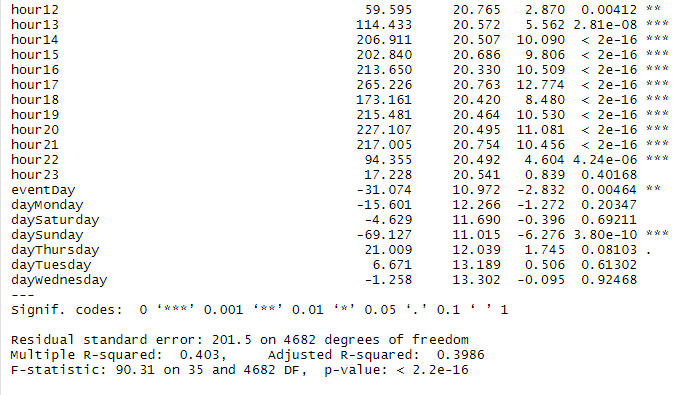 hour12 59.595 20.765 2.870 0.00412 **
hour13 114.433 20.572 5.562 2.81e-08 ***
hour14 206.911 20.507 10.090 < 2e-16 ***
hour15 202.840 20.686 9.806 < 2e-16 ***
hour16 213.650 20.330 10.509 < 2e-16 ***
hour17 265.226 20.763 12.774 < 2e-16 ***
hour18 173.161 20.420 8.480 < 2e-16 ***
hour19 215.481 20.464 10.530 < 2e-16 ***
hour20 227.107 20.495 11.081 < 2e-16 ***
hour21 217.005 20.754 10.456 < 2e-16 ***
hour22 94.355 20.492 4.604 4.24e-06 ***
hour23 17.228 20.541 0.839 0.40168
eventDay -31.074 10.972 -2.832 0.00464 **
dayMonday -15.601 12.266 -1.272 0.20347
daySaturday -4.629 11.690 -0.396 0.69211
daySunday -69.127 11.015 -6.276 3.80e-10 ***
dayThursday 21.009 12.039 1.745 0.08103 .
dayTuesday 6.671 13.189 0.506 0.61302
dayWednesday -1.258 13.302 -0.095 0.92468
---
Signif. codes: 0 ‘***’ 0.001 ‘**’ 0.01 ‘*’ 0.05 ‘.’ 0.1 ‘ ’ 1
Residual standard error: 201.5 on 4682 degrees of freedom
Multiple R-squared: 0.403, Adjusted R-squared: 0.3986
F-statistic: 90.31 on 35 and 4682 DF, p-value: < 2.2e-16